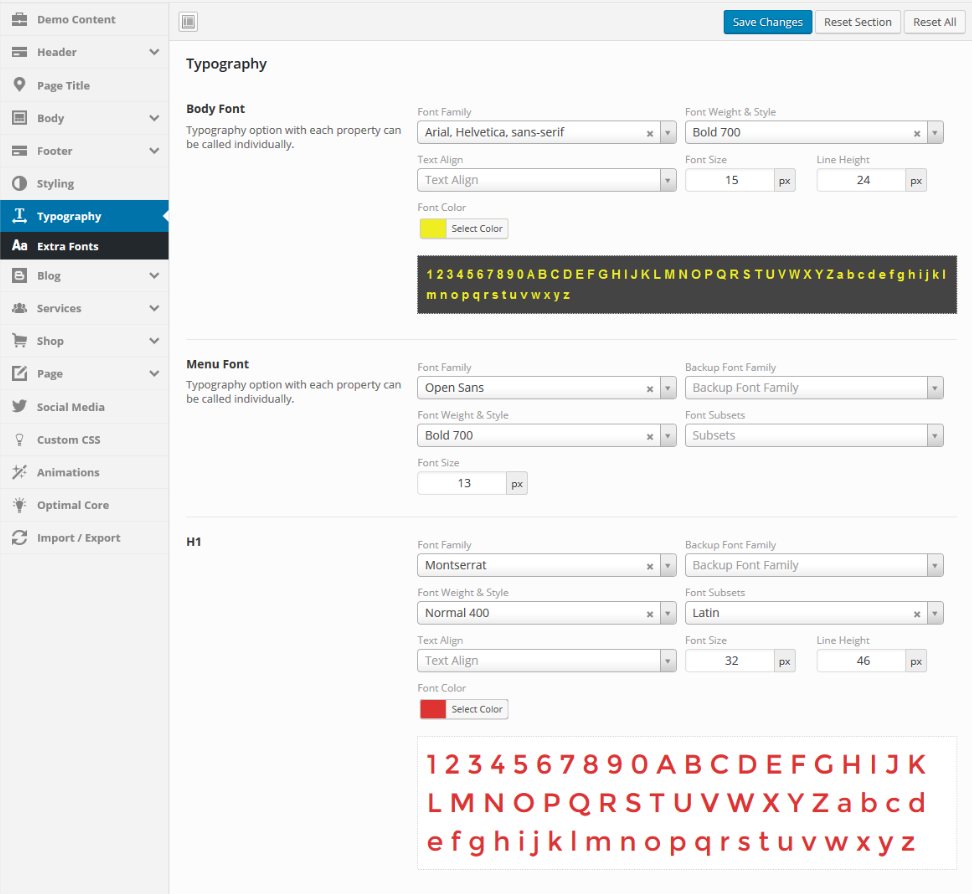 Demo Content
Header
Page Title
Body
Footer
Styling
Typography
Aa Extra Fonts
Blog
Services
Shop
Page
Social Media
Custom CSS
Animations
Optimal Core
Import / Export
Save Changes Reset Section Reset All
Typography
Body Font
Typography option with each property can
be called individually.
Font Family Font Weight & Style
Arial, Helvetica, sans-serif × Bold 700 ×
Text Align Font Size Line Height
Text Align 15 px 24 px
Font Color
Select Color
1 2 3 4 5 6 7 8 9 0 A B C D E F G H I J K L M N O P Q R S T U V W X Y Z a b c d e f g h i j k l
m n o p q r s t u v w x y z
Menu Font
Typography option with each property can
be called individually.
Font Family Backup Font Family
Open Sans × Backup Font Family
Font Weight & Style Font Subsets
Bold 700 × Subsets
Font Size
13 px
H1
Font Family Backup Font Family
Montserrat × Backup Font Family
Font Weight & Style Font Subsets
Normal 400 × Latin ×
Text Align Font Size Line Height
Text Align 32 px 46 px
Font Color
Select Color
1 2 3 4 5 6 7 8 9 0 A B C D E F G H I J K
L M N O P Q R S T U V W X Y Z a b c d
e f g h i j k l m n o p q r s t u v w x y z